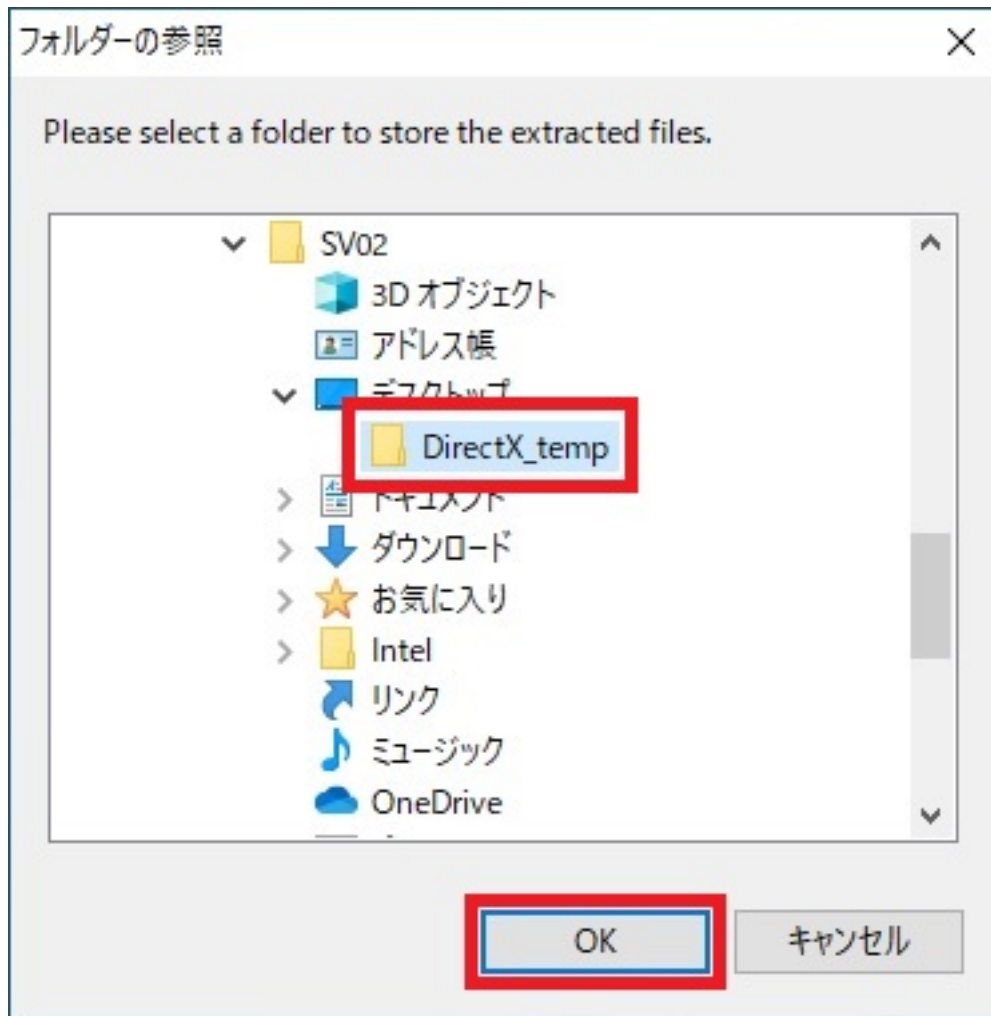 フォルダーの参照
Please select a folder to store the extracted files.
SV02
3D オブジェクト
アドレス帳
デスクトップ
DirectX_temp
ドキュメント
ダウンロード
お気に入り
Intel
リンク
ミュージック
OneDrive
OK キャンセル